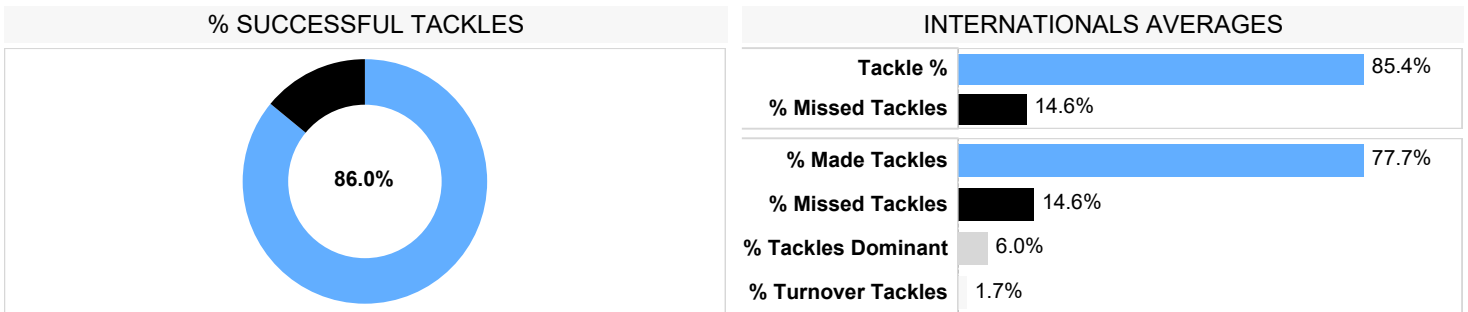 % SUCCESSFUL TACKLES
86.0%
INTERNATIONALS AVERAGES
Tackle % 85.4%
% Missed Tackles 14.6%
% Made Tackles 77.7%
% Missed Tackles 14.6%
% Tackles Dominant 6.0%
% Turnover Tackles 1.7%